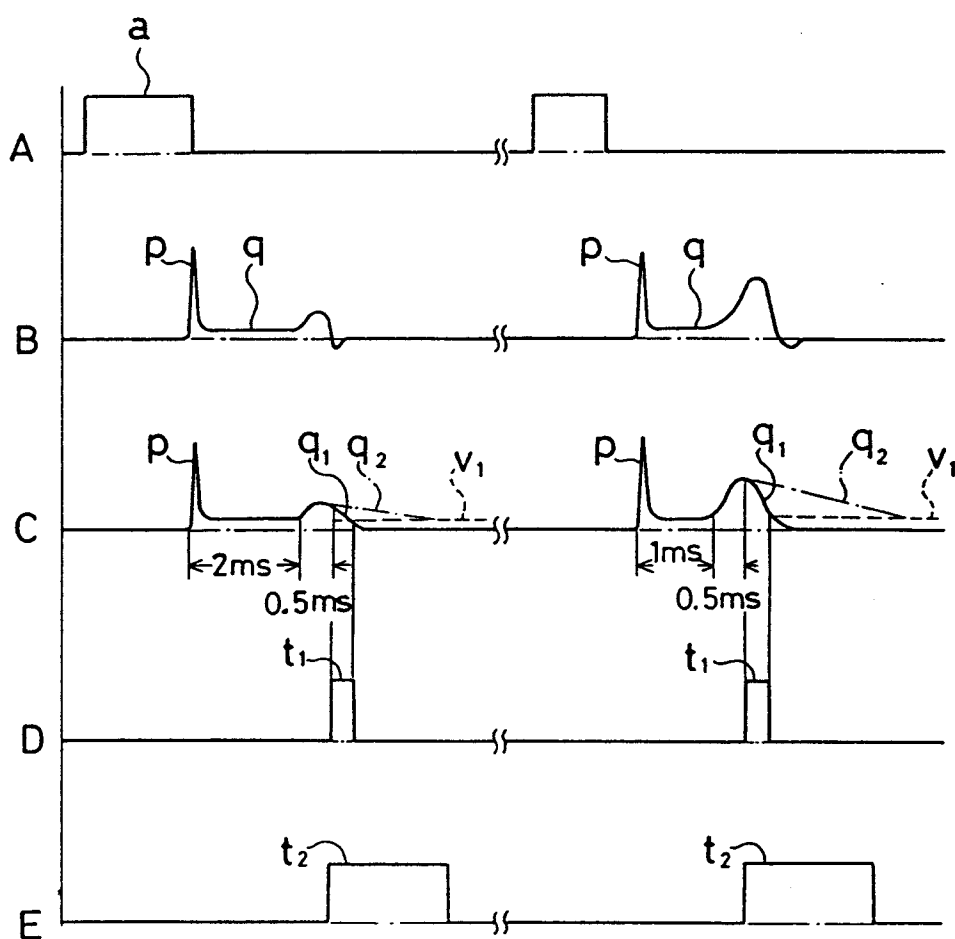 a
A
p q p q
B
p q₁ q₂ v₁ p q₁ q₂ v₁
C
2ms 1ms
0.5ms 0.5ms
t₁ t₁
D
t₂ t₂
E